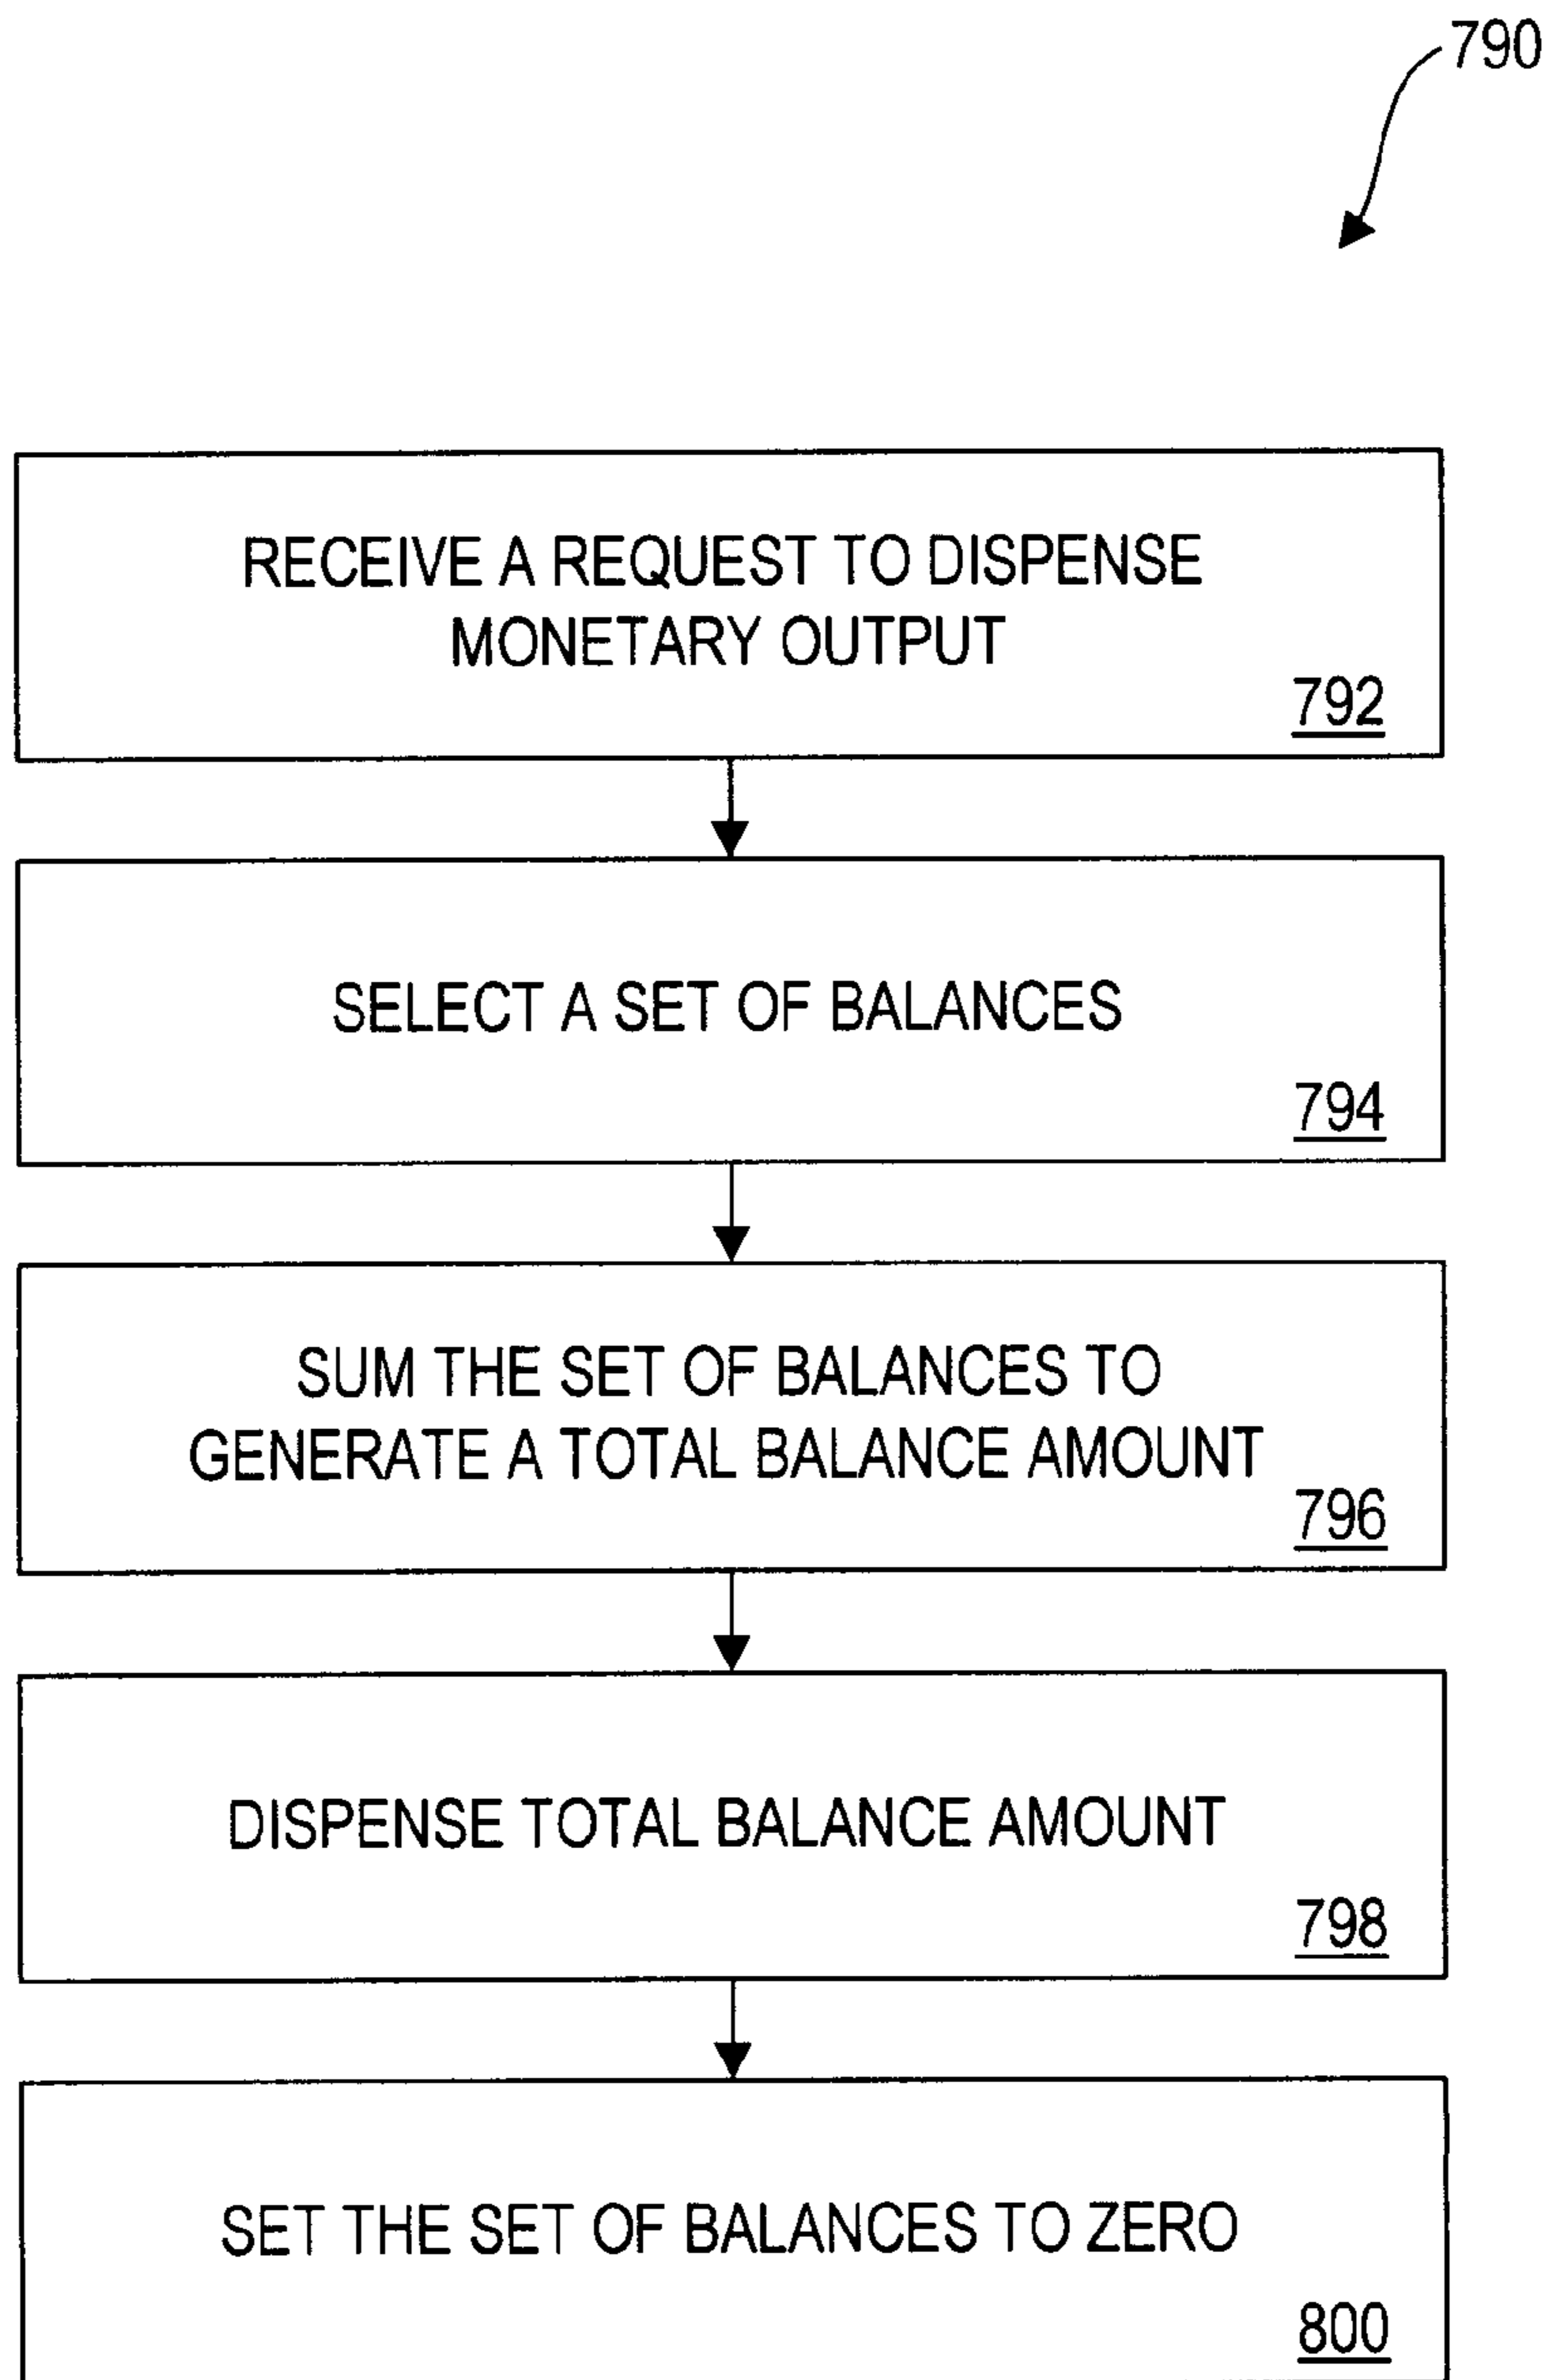 790
RECEIVE A REQUEST TO DISPENSE
MONETARY OUTPUT
792
SELECT A SET OF BALANCES
794
SUM THE SET OF BALANCES TO
GENERATE A TOTAL BALANCE AMOUNT
796
DISPENSE TOTAL BALANCE AMOUNT
798
SET THE SET OF BALANCES TO ZERO
800